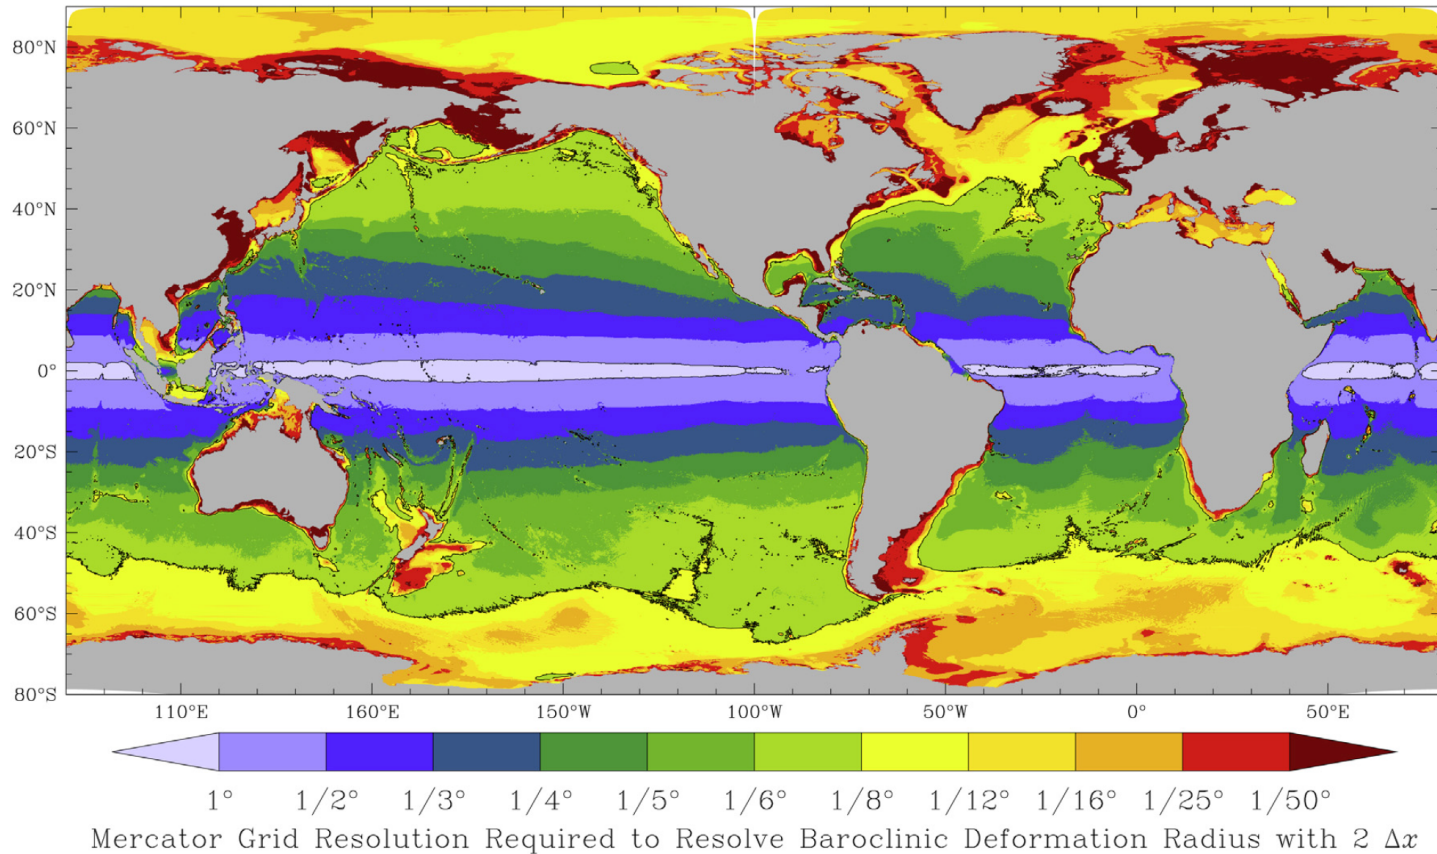 80°N
60°N
40°N
20°N
0°
20°S
40°S
60°S
80°S
110°E 160°E 150°W 100°W 50°W 0° 50°E
1° 1/2° 1/3° 1/4° 1/5° 1/6° 1/8° 1/12° 1/16° 1/25° 1/50°
Mercator Grid Resolution Required to Resolve Baroclinic Deformation Radius with 2 Δx